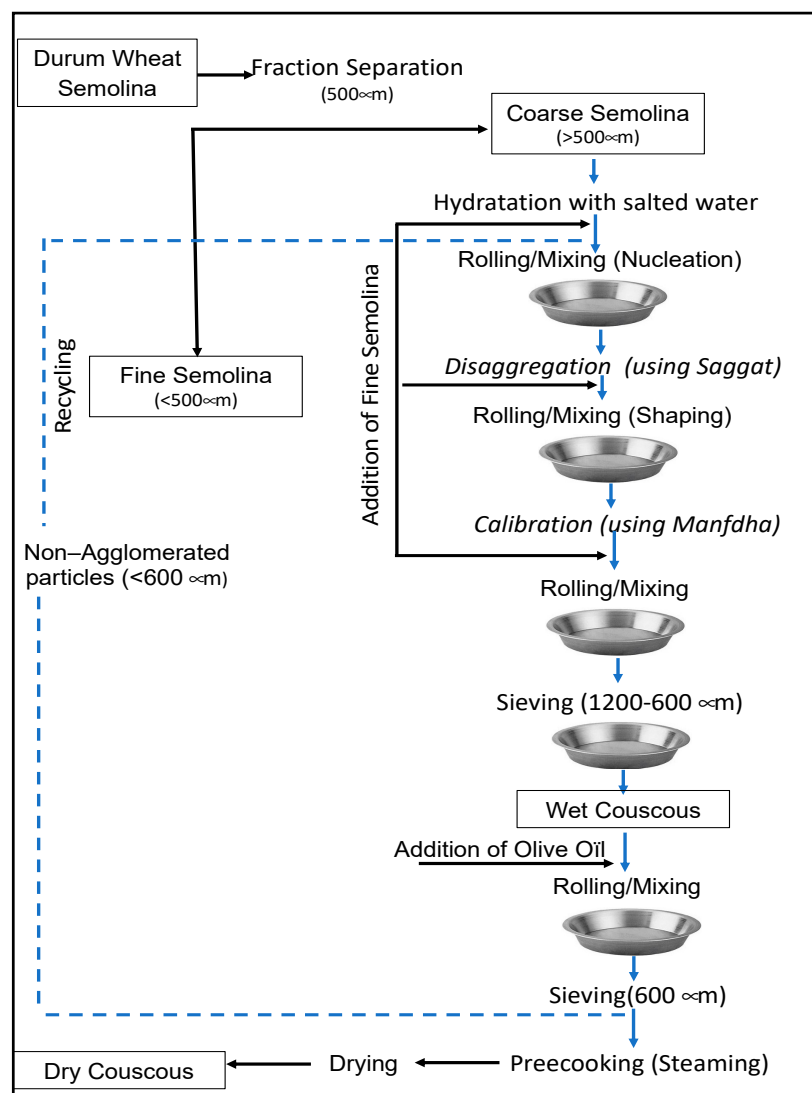 Durum Wheat
Semolina
Fraction Separation
(500∝m)
Coarse Semolina
(>500∝m)
Hydratation with salted water
Rolling/Mixing (Nucleation)
Addition of Fine Semolina
Recycling
Fine Semolina
(<500∝m)
Disaggregation (using Saggat)
Rolling/Mixing (Shaping)
Calibration (using Manfdha)
Non–Agglomerated
particles (<600 ∝m)
Rolling/Mixing
Sieving (1200-600 ∝m)
Wet Couscous
Addition of Olive Oïl
Rolling/Mixing
Sieving(600 ∝m)
Preecooking (Steaming)
Drying
Dry Couscous